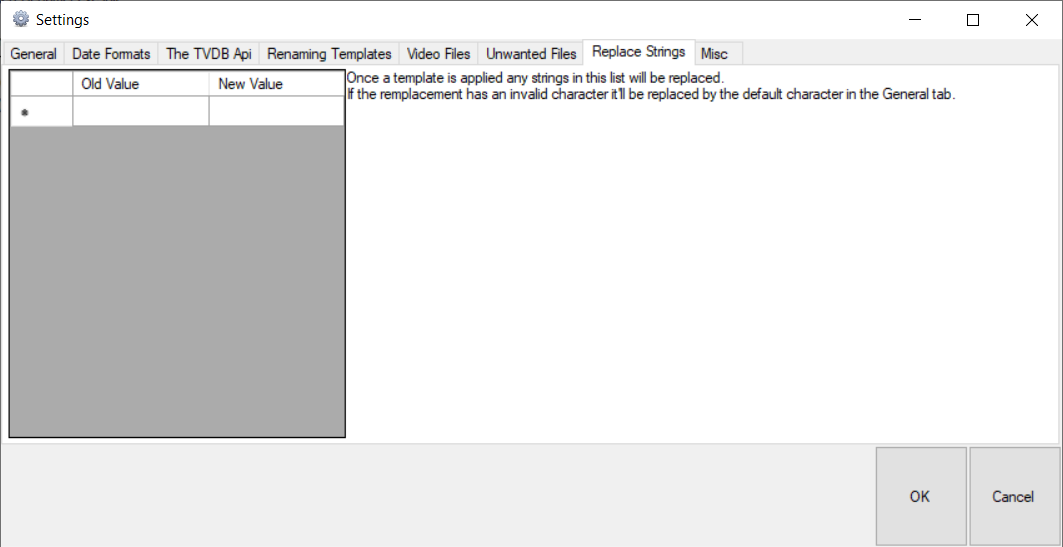 Settings
General Date Formats The TVDB Api Renaming Templates Video Files Unwanted Files Replace Strings Misc
Old Value New Value
Once a template is applied any strings in this list will be replaced.
If the remplacement has an invalid character it'll be replaced by the default character in the General tab.
OK Cancel